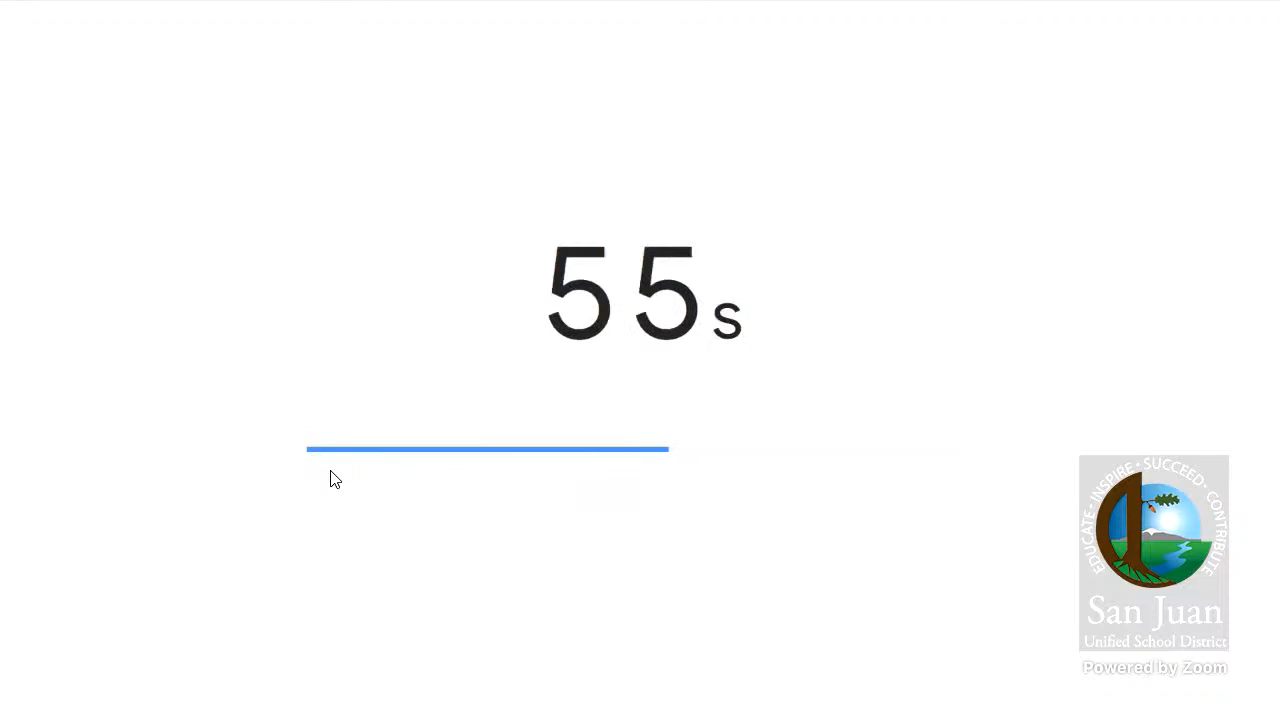 55s
EDUCATE • INSPIRE • SUCCEED • CONTRIBUTE
San Juan
Unified School District
Powered by Zoom